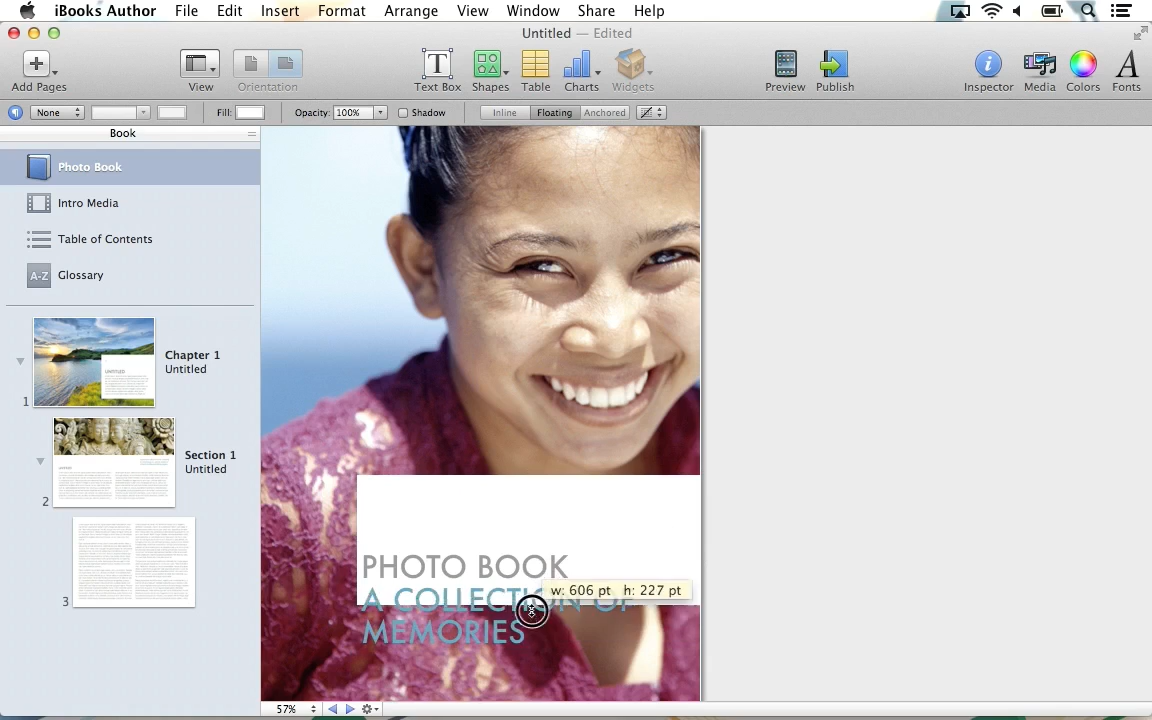 iBooks Author File Edit Insert Format Arrange View Window Share Help
Untitled — Edited
Add Pages View Orientation Text Box Shapes Table Charts Widgets Preview Publish Inspector Media Colors Fonts
None Fill: Opacity: 100% Shadow Inline Floating Anchored
Book
Photo Book
Intro Media
Table of Contents
A-Z Glossary
Chapter 1
Untitled
UNTITLED
1
Section 1
Untitled
2
3
PHOTO BOOK
A COLLECTION OF
MEMORIES
w: 606 pt h: 227 pt
57%